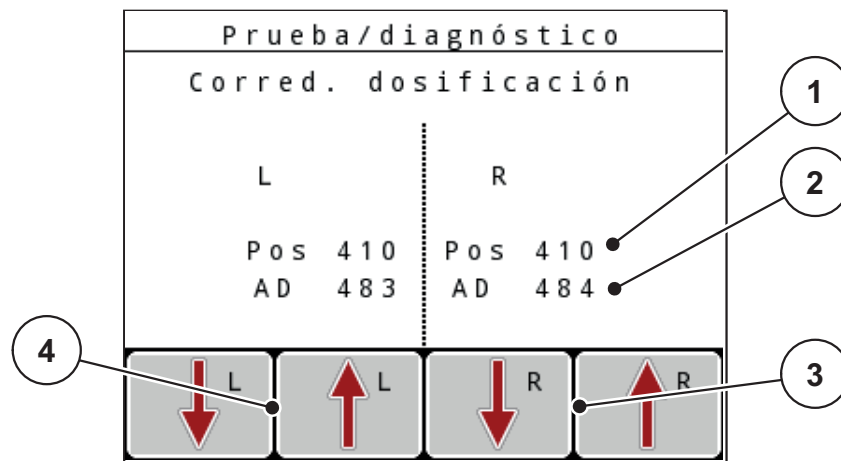 Prueba/diagnóstico
Corred. dosificación
1
L R
2
Pos 410 Pos 410
AD 483 AD 484
4
L L R R
3